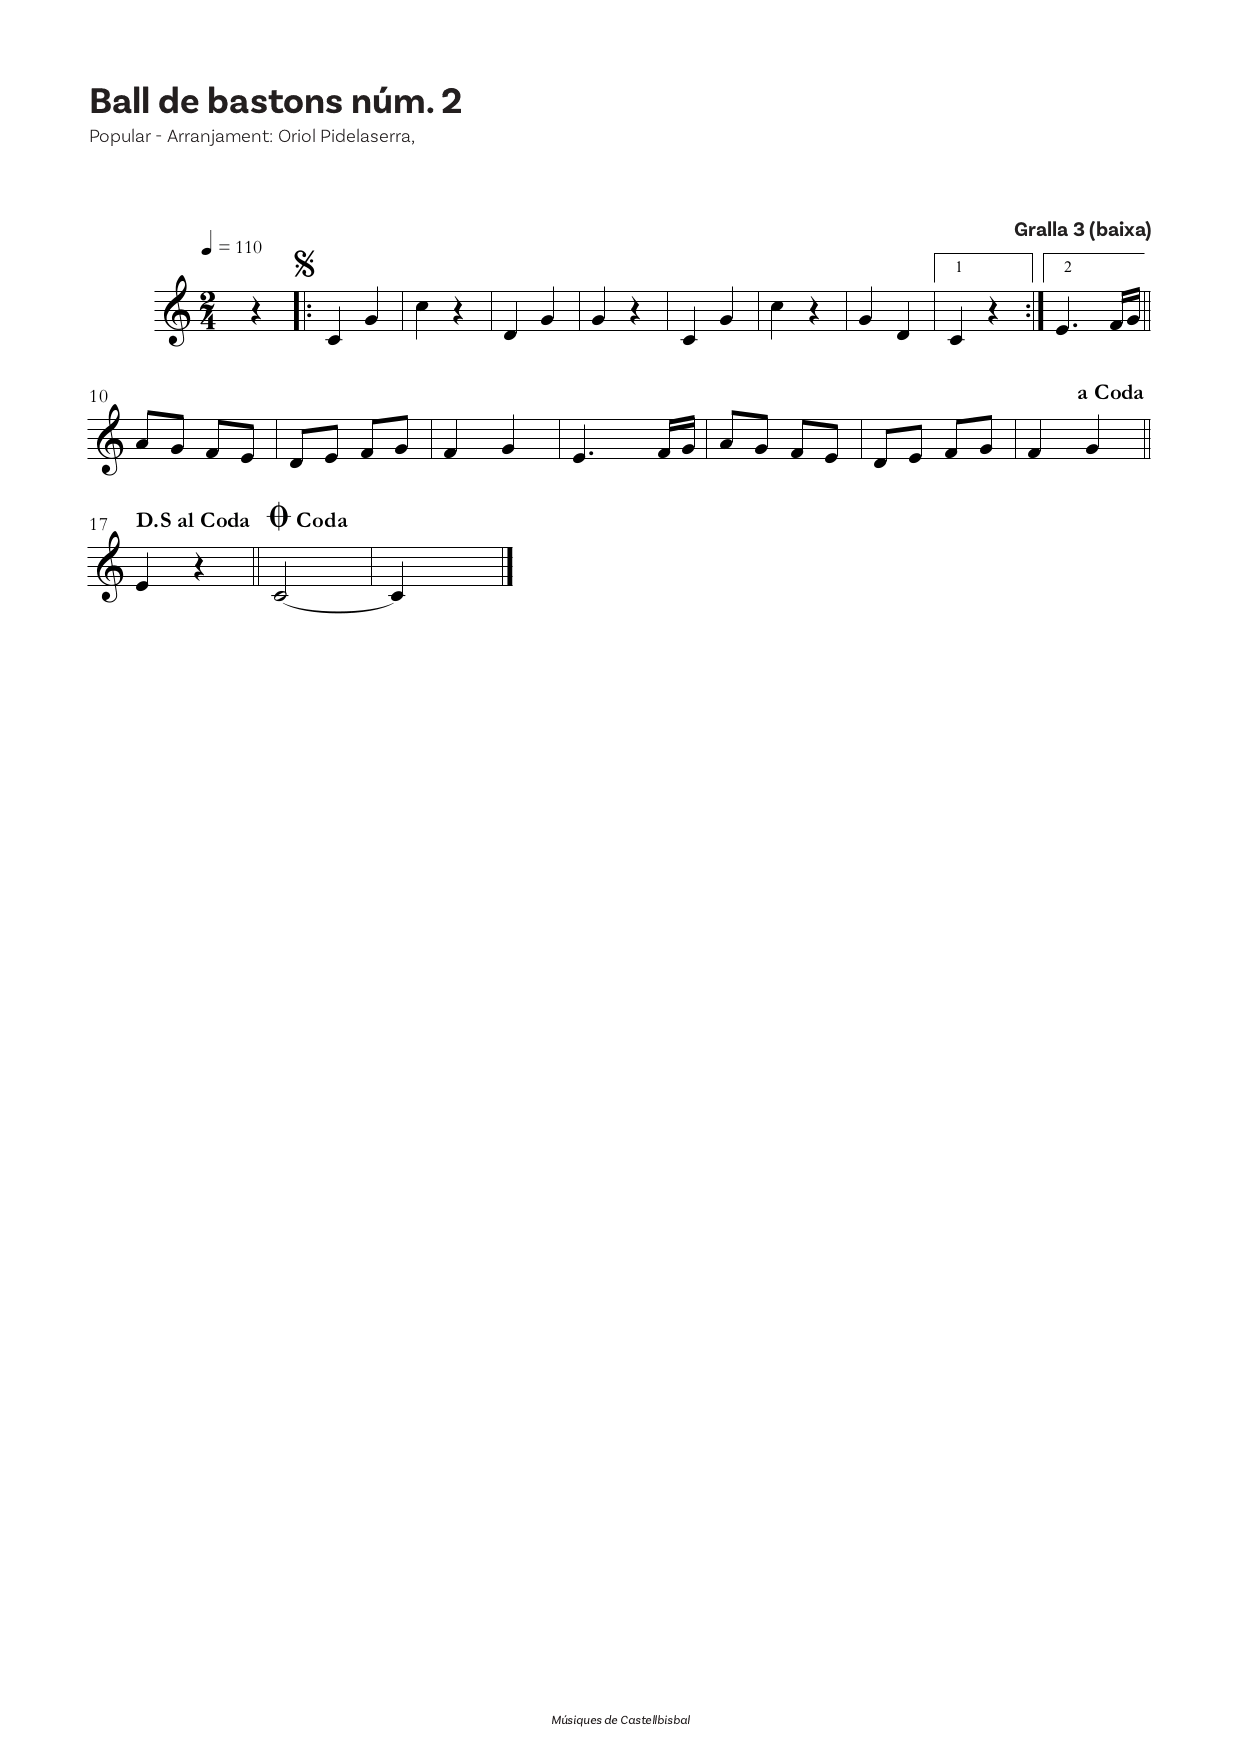 Ball de bastons núm. 2
Popular - Arranjament: Oriol Pidelaserra,
Gralla 3 (baixa)
= 110
1
2
2
4
10
a Coda
17
D.S al Coda
Coda
Músiques de Castellbisbal